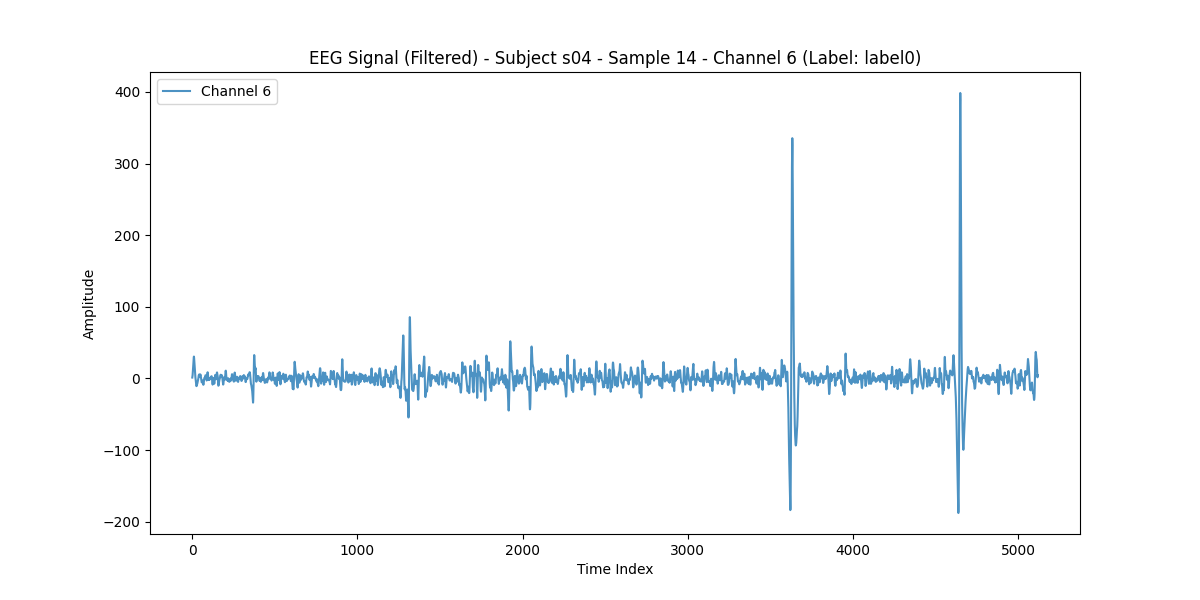 EEG Signal (Filtered) - Subject s04 - Sample 14 - Channel 6 (Label: label0)
Channel 6
400
300
200
100
0
−100
−200
Amplitude
0 1000 2000 3000 4000 5000
Time Index